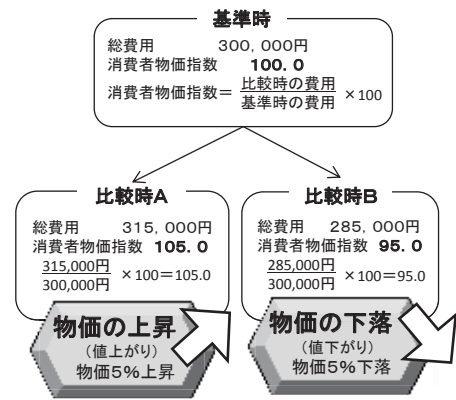 基準時
総費用 300,000円
消費者物価指数 100.0
消費者物価指数＝ 比較時の費用 ×100
基準時の費用
比較時A
総費用 315,000円
消費者物価指数 105.0
315,000円 ×100＝105.0
300,000円
物価の上昇
(値上がり)
物価5%上昇
比較時B
総費用 285,000円
消費者物価指数 95.0
285,000円 ×100＝95.0
300,000円
物価の下落
(値下がり)
物価5%下落